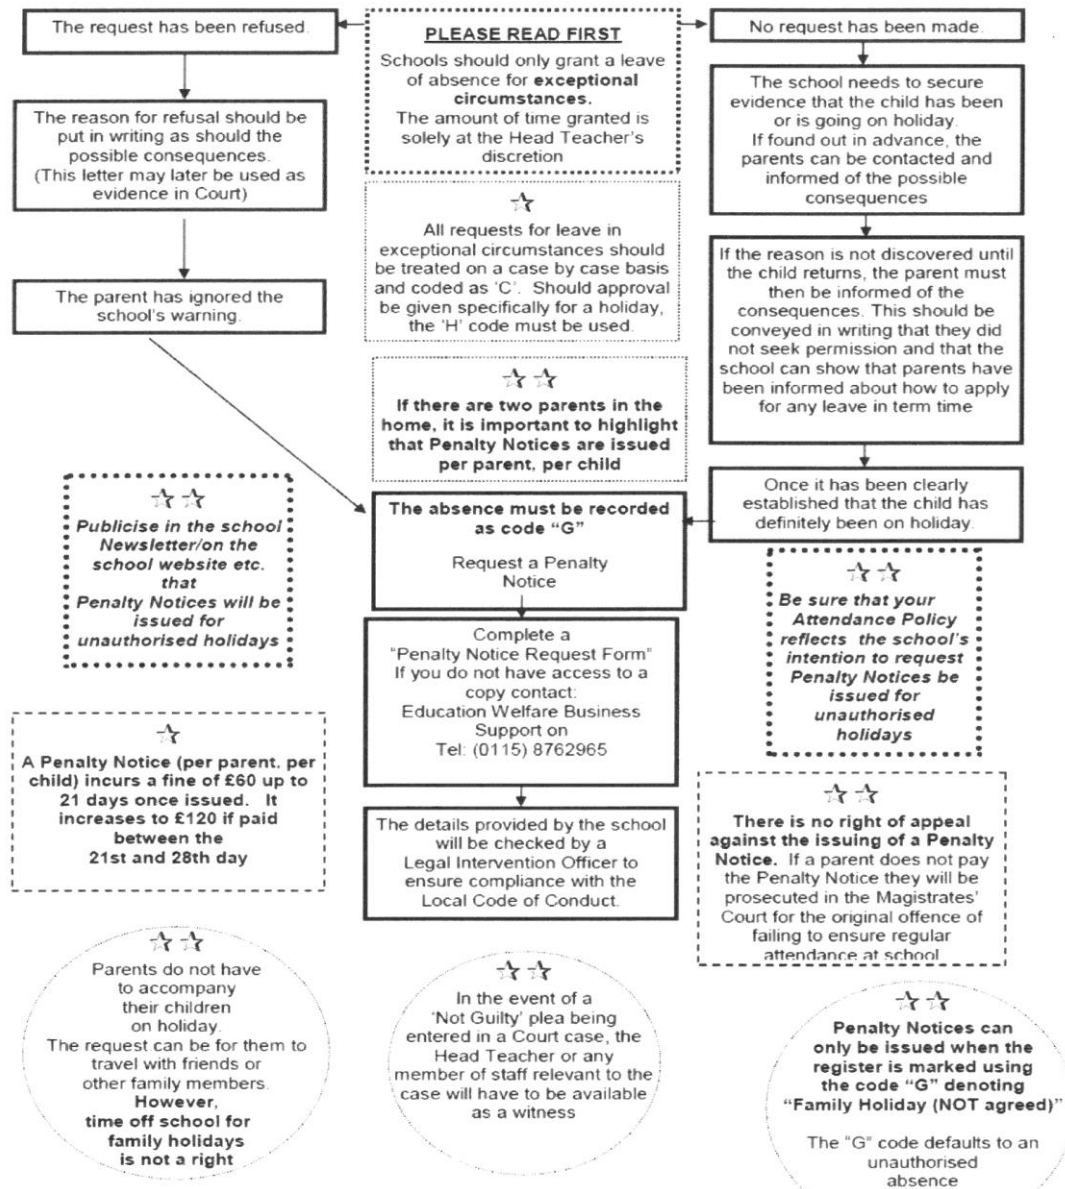 The request has been refused.
PLEASE READ FIRST
Schools should only grant a leave
of absence for exceptional
circumstances.
The amount of time granted is
solely at the Head Teacher's
discretion
No request has been made.
The reason for refusal should be
put in writing as should the
possible consequences.
(This letter may later be used as
evidence in Court)
The school needs to secure
evidence that the child has been
or is going on holiday.
If found out in advance, the
parents can be contacted and
informed of the possible
consequences
All requests for leave in
exceptional circumstances should
be treated on a case by case basis
and coded as 'C'. Should approval
be given specifically for a holiday,
the 'H' code must be used.
The parent has ignored the
school's warning.
If the reason is not discovered until
the child returns, the parent must
then be informed of the
consequences. This should be
conveyed in writing that they did
not seek permission and that the
school can show that parents have
been informed about how to apply
for any leave in term time
If there are two parents in the
home, it is important to highlight
that Penalty Notices are issued
per parent, per child
Once it has been clearly
established that the child has
definitely been on holiday.
The absence must be recorded
as code "G"
Request a Penalty
Notice
Publicise in the school
Newsletter/on the
school website etc.
that
Penalty Notices will be
issued for
unauthorised holidays
Be sure that your
Attendance Policy
reflects the school's
intention to request
Penalty Notices be
issued for
unauthorised
holidays
Complete a
"Penalty Notice Request Form"
If you do not have access to a
copy contact:
Education Welfare Business
Support on
Tel: (0115) 8762965
A Penalty Notice (per parent, per
child) incurs a fine of £60 up to
21 days once issued. It
increases to £120 if paid
between the
21st and 28th day
The details provided by the school
will be checked by a
Legal Intervention Officer to
ensure compliance with the
Local Code of Conduct.
There is no right of appeal
against the issuing of a Penalty
Notice. If a parent does not pay
the Penalty Notice they will be
prosecuted in the Magistrates'
Court for the original offence of
failing to ensure regular
attendance at school
Parents do not have
to accompany
their children
on holiday.
The request can be for them to
travel with friends or
other family members.
However,
time off school for
family holidays
is not a right
In the event of a
'Not Guilty' plea being
entered in a Court case, the
Head Teacher or any
member of staff relevant to the
case will have to be available
as a witness
Penalty Notices can
only be issued when the
register is marked using
the code "G" denoting
"Family Holiday (NOT agreed)"
The "G" code defaults to an
unauthorised
absence